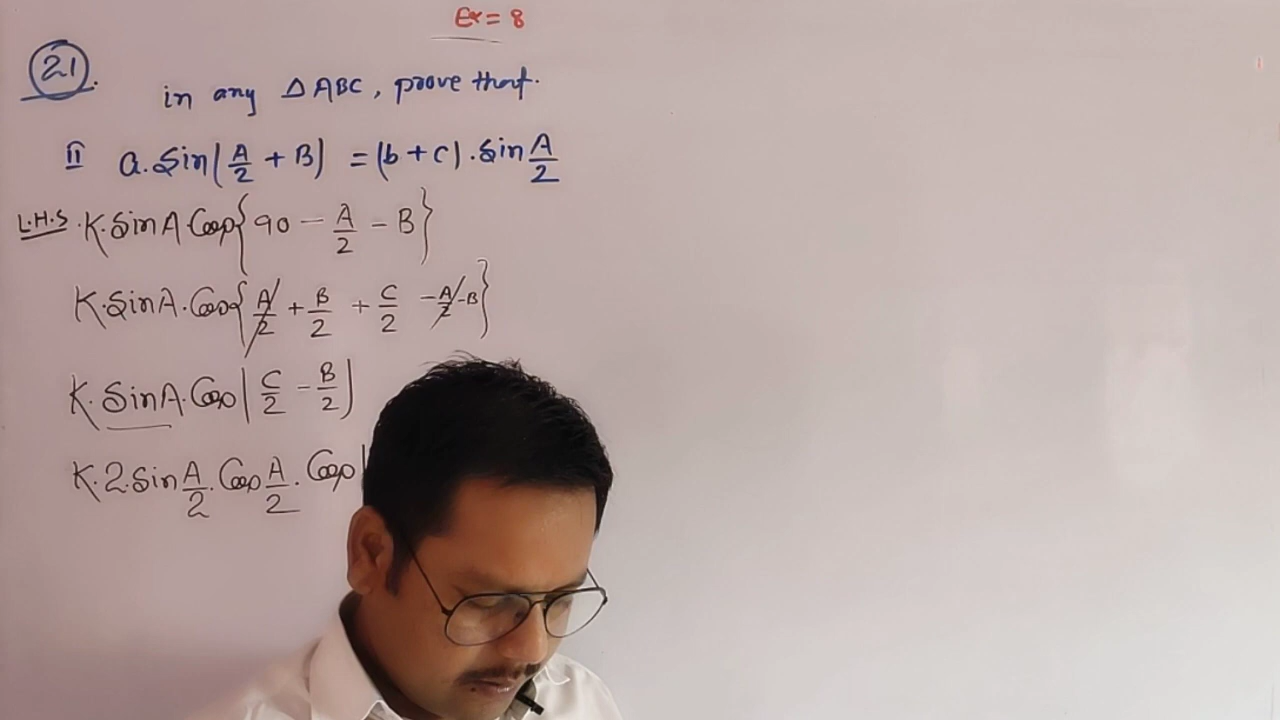 Ex = 8
21.
in any △ABC, prove that.
II a.Sin(A/2 + B) = (b+c).Sin A/2
L.H.S K.SinA.Cos{90 - A/2 - B}
K.SinA.Cos{A/2 + B/2 + C/2 - A/2 - B}
K.SinA.Cos(C/2 - B/2)
K.2.Sin A/2 . Cos A/2 . Cos(